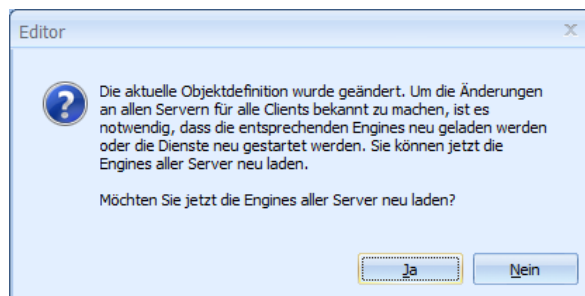 Editor
Die aktuelle Objektdefinition wurde geändert. Um die Änderungen
an allen Servern für alle Clients bekannt zu machen, ist es
notwendig, dass die entsprechenden Engines neu geladen werden
oder die Dienste neu gestartet werden. Sie können jetzt die
Engines aller Server neu laden.
Möchten Sie jetzt die Engines aller Server neu laden?
Ja
Nein